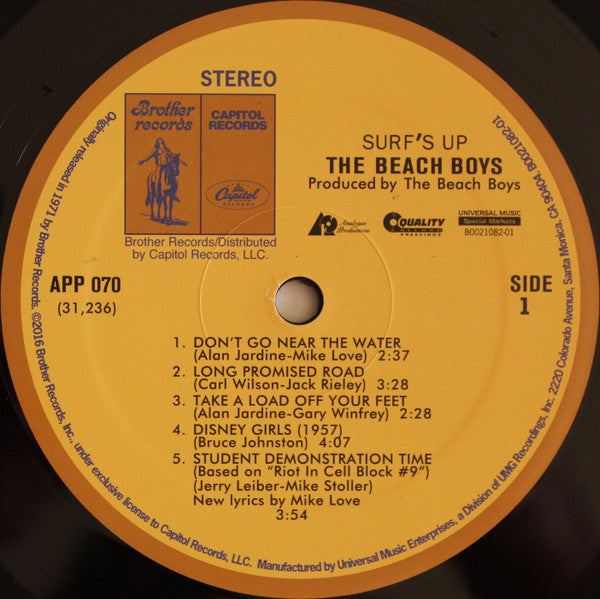 STEREO
Brother
records
CAPITOL
RECORDS
Capitol
RECORDS
Brother Records/Distributed
by Capitol Records, LLC.
SURF'S UP
THE BEACH BOYS
Produced by The Beach Boys
Analogue
Productions
QUALITY
RECORD
PRESSINGS
UNIVERSAL MUSIC
Special Markets
B0021082-01
APP 070
(31,236)
SIDE
1
1. DON'T GO NEAR THE WATER
(Alan Jardine-Mike Love) 2:37
2. LONG PROMISED ROAD
(Carl Wilson-Jack Rieley) 3:28
3. TAKE A LOAD OFF YOUR FEET
(Alan Jardine-Gary Winfrey) 2:28
4. DISNEY GIRLS (1957)
(Bruce Johnston) 4:07
5. STUDENT DEMONSTRATION TIME
(Based on "Riot In Cell Block #9")
(Jerry Leiber-Mike Stoller)
New lyrics by Mike Love
3:54
Originally released in 1971 by Brother Records. ©2016 Brother Records, Inc., under exclusive license to Capitol Records, LLC. Manufactured by Universal Music Enterprises, a Division of UMG Recordings, Inc. 2220 Colorado Avenue, Santa Monica, CA 90404. B0021082-01